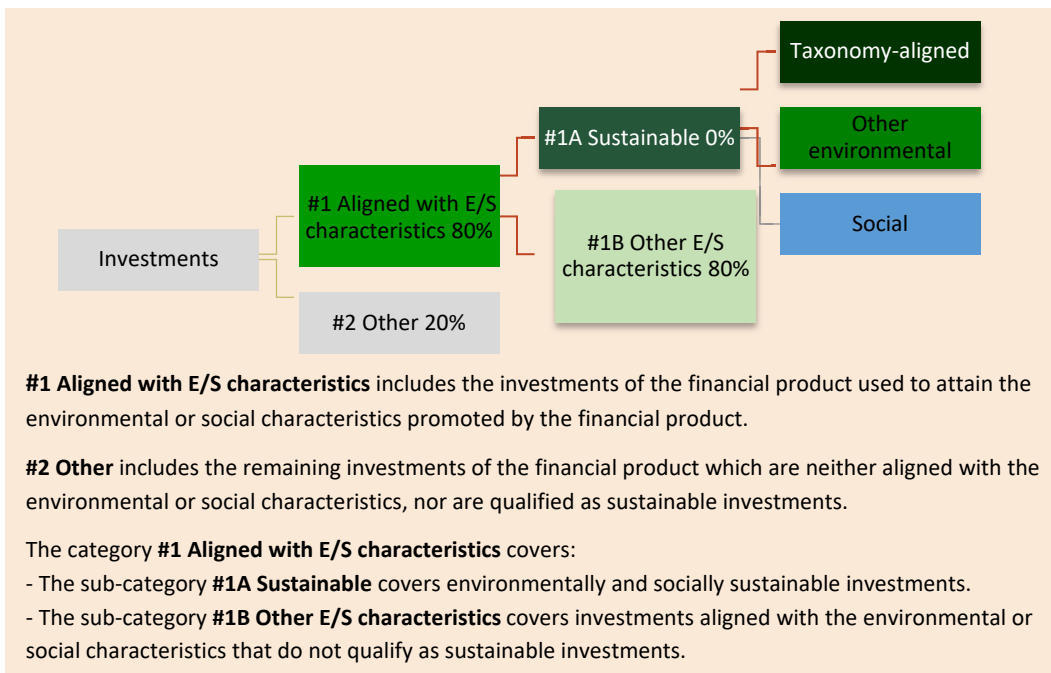 Taxonomy-aligned
#1A Sustainable 0%
Other
environmental
#1 Aligned with E/S
characteristics 80%
Social
#1B Other E/S
characteristics 80%
Investments
#2 Other 20%
#1 Aligned with E/S characteristics includes the investments of the financial product used to attain the
environmental or social characteristics promoted by the financial product.
#2 Other includes the remaining investments of the financial product which are neither aligned with the
environmental or social characteristics, nor are qualified as sustainable investments.
The category #1 Aligned with E/S characteristics covers:
- The sub-category #1A Sustainable covers environmentally and socially sustainable investments.
- The sub-category #1B Other E/S characteristics covers investments aligned with the environmental or
social characteristics that do not qualify as sustainable investments.